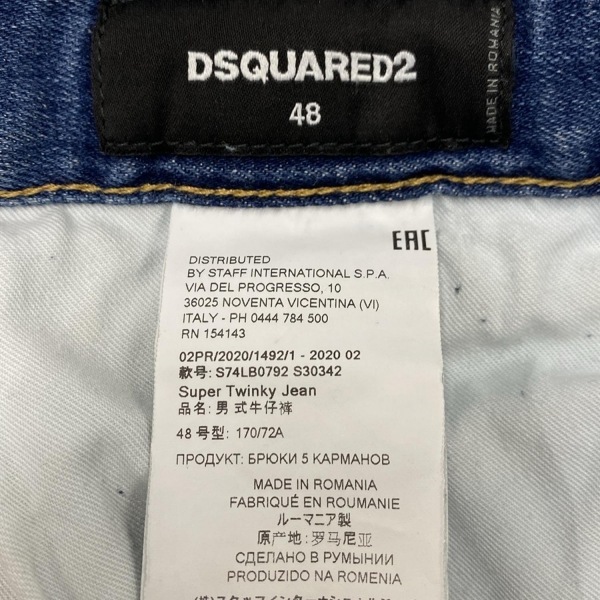 DSQUARED2
48
MADE IN ROMANIA
EAC
DISTRIBUTED
BY STAFF INTERNATIONAL S.P.A.
VIA DEL PROGRESSO, 10
36025 NOVENTA VICENTINA (VI)
ITALY - PH 0444 784 500
RN 154143
02PR/2020/1492/1 - 2020 02
款号: S74LB0792 S30342
Super Twinky Jean
品名: 男 式牛仔裤
48 号型: 170/72A
ПРОДУКТ: БРЮКИ 5 КАРМАНОВ
MADE IN ROMANIA
FABRIQUÉ EN ROUMANIE
ルーマニア製
原产地: 罗马尼亚
СДЕЛАНО В РУМЫНИИ
PRODUZIDO NA ROMENIA